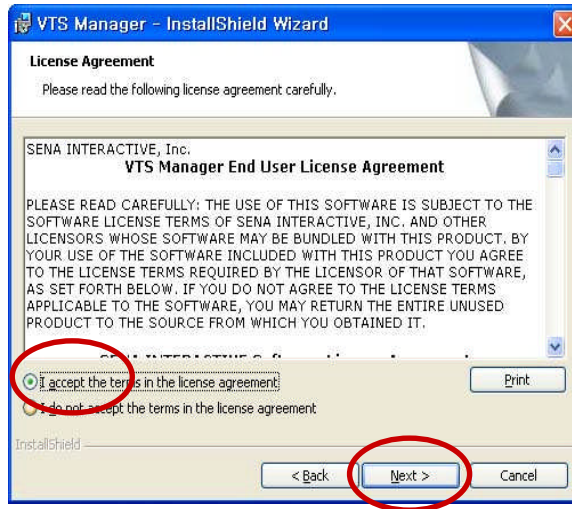 VTS Manager - InstallShield Wizard
License Agreement
Please read the following license agreement carefully.
SENA INTERACTIVE, Inc.
VTS Manager End User License Agreement
PLEASE READ CAREFULLY: THE USE OF THIS SOFTWARE IS SUBJECT TO THE
SOFTWARE LICENSE TERMS OF SENA INTERACTIVE, INC. AND OTHER
LICENSORS WHOSE SOFTWARE MAY BE BUNDLED WITH THIS PRODUCT. BY
YOUR USE OF THE SOFTWARE INCLUDED WITH THIS PRODUCT YOU AGREE
TO THE LICENSE TERMS REQUIRED BY THE LICENSOR OF THAT SOFTWARE,
AS SET FORTH BELOW. IF YOU DO NOT AGREE TO THE LICENSE TERMS
APPLICABLE TO THE SOFTWARE, YOU MAY RETURN THE ENTIRE UNUSED
PRODUCT TO THE SOURCE FROM WHICH YOU OBTAINED IT.
I accept the terms in the license agreement
Print
I do not accept the terms in the license agreement
InstallShield
< Back
Next >
Cancel